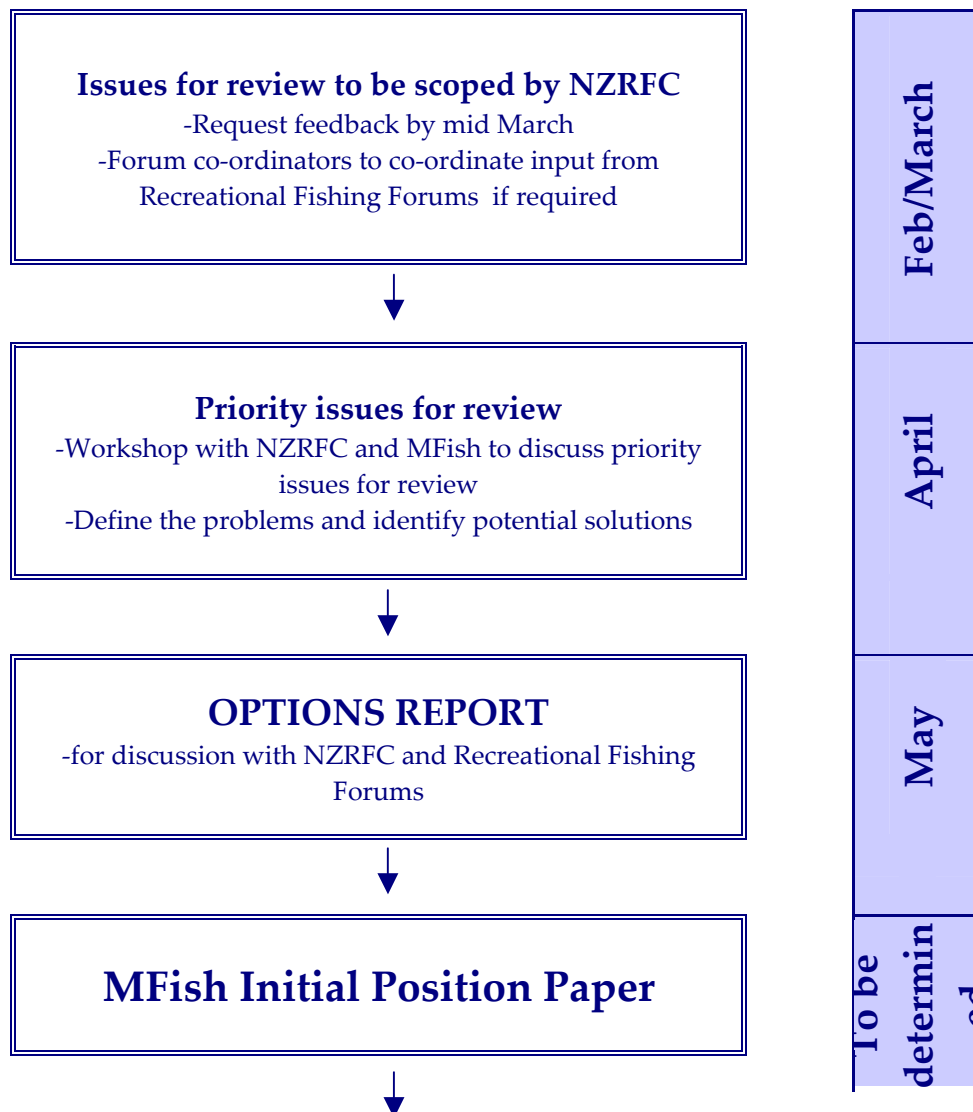 Issues for review to be scoped by NZRFC
-Request feedback by mid March
-Forum co-ordinators to co-ordinate input from
Recreational Fishing Forums if required
Feb/March
Priority issues for review
-Workshop with NZRFC and MFish to discuss priority
issues for review
-Define the problems and identify potential solutions
April
OPTIONS REPORT
-for discussion with NZRFC and Recreational Fishing
Forums
May
MFish Initial Position Paper
To be
determin
ed